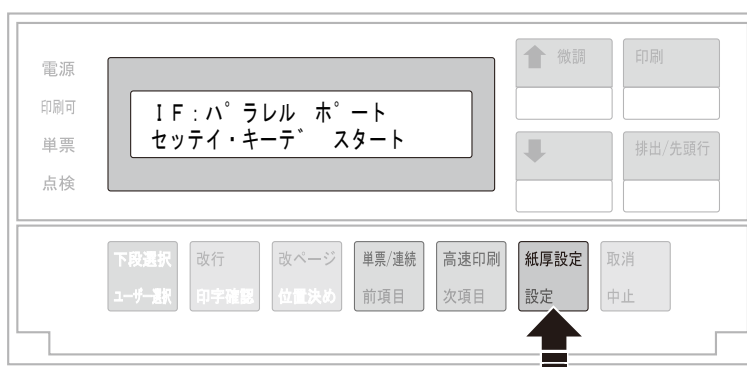 電源
印刷可
単票
点検
IF:パラレル ポート
セッテイ・キーデ スタート
微調
印刷
排出/先頭行
下段選択
ユーザー選択
改行
印字確認
改ページ
位置決め
単票/連続
前項目
高速印刷
次項目
紙厚設定
設定
取消
中止